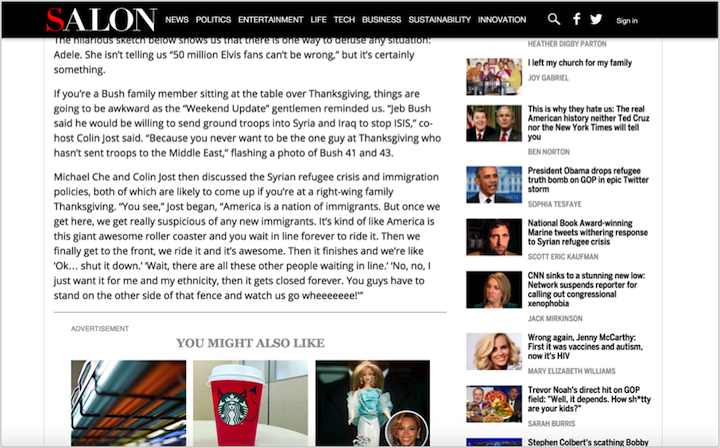 SALON NEWS POLITICS ENTERTAINMENT LIFE TECH BUSINESS SUSTAINABILITY INNOVATION Sign in
The hilarious sketch below shows us that there is one way to defuse any situation:
Adele. She isn't telling us “50 million Elvis fans can't be wrong,” but it's certainly
something.
If you're a Bush family member sitting at the table over Thanksgiving, things are
going to be awkward as the “Weekend Update” gentlemen reminded us. “Jeb Bush
said he would be willing to send ground troops into Syria and Iraq to stop ISIS,” co-
host Colin Jost said. “Because you never want to be the one guy at Thanksgiving who
hasn't sent troops to the Middle East,” flashing a photo of Bush 41 and 43.
Michael Che and Colin Jost then discussed the Syrian refugee crisis and immigration
policies, both of which are likely to come up if you're at a right-wing family
Thanksgiving. “You see,” Jost began, “America is a nation of immigrants. But once we
get here, we get really suspicious of any new immigrants. It's kind of like America is
this giant awesome roller coaster and you wait in line forever to ride it. Then we
finally get to the front, we ride it and it's awesome. Then it finishes and we're like
‘Ok… shut it down.’ ‘Wait, there are all these other people waiting in line.’ ‘No, no, I
just want it for me and my ethnicity, then it gets closed forever. You guys have to
stand on the other side of that fence and watch us go wheeeeeee!’”
ADVERTISEMENT
YOU MIGHT ALSO LIKE
HEATHER DIGBY PARTON
I left my church for my family
JOY GABRIEL
This is why they hate us: The real
American history neither Ted Cruz
nor the New York Times will tell
you
BEN NORTON
President Obama drops refugee
truth bomb on GOP in epic Twitter
storm
SOPHIA TESFAYE
National Book Award-winning
Marine tweets withering response
to Syrian refugee crisis
SCOTT ERIC KAUFMAN
CNN sinks to a stunning new low:
Network suspends reporter for
calling out congressional
xenophobia
JACK MIRKINSON
Wrong again, Jenny McCarthy:
First it was vaccines and autism,
now it's HIV
MARY ELIZABETH WILLIAMS
Trevor Noah's direct hit on GOP
field: "Well, it depends. How sh*tty
are your kids?"
SARAH BURRIS
Stephen Colbert's scathing Bobby